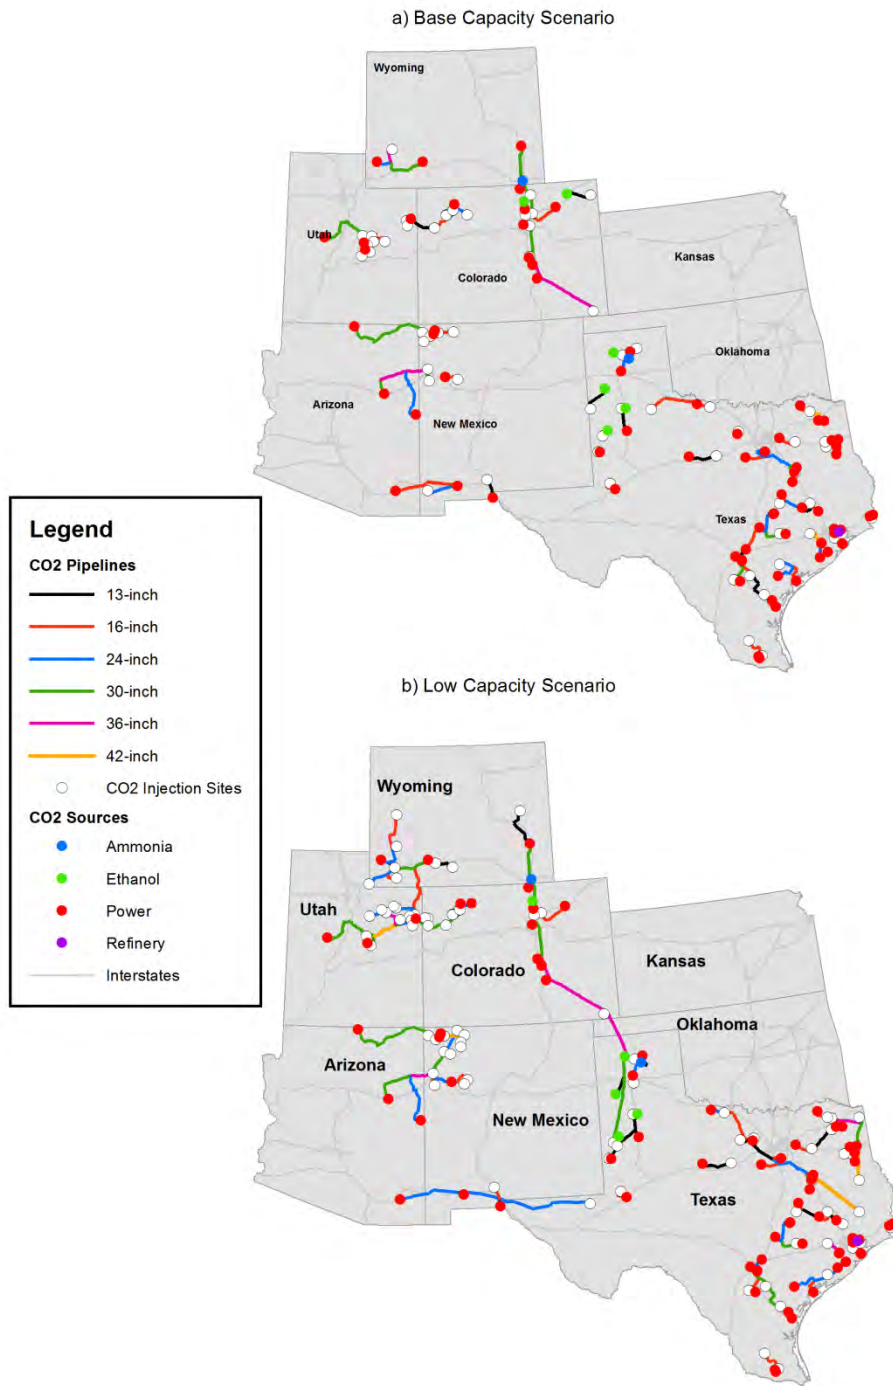 a) Base Capacity Scenario
Wyoming
Utah
Colorado
Kansas
Oklahoma
Arizona
New Mexico
Texas
Legend
CO2 Pipelines
13-inch
16-inch
24-inch
30-inch
36-inch
42-inch
CO2 Injection Sites
CO2 Sources
Ammonia
Ethanol
Power
Refinery
Interstates
b) Low Capacity Scenario
Wyoming
Utah
Colorado
Kansas
Oklahoma
Arizona
New Mexico
Texas